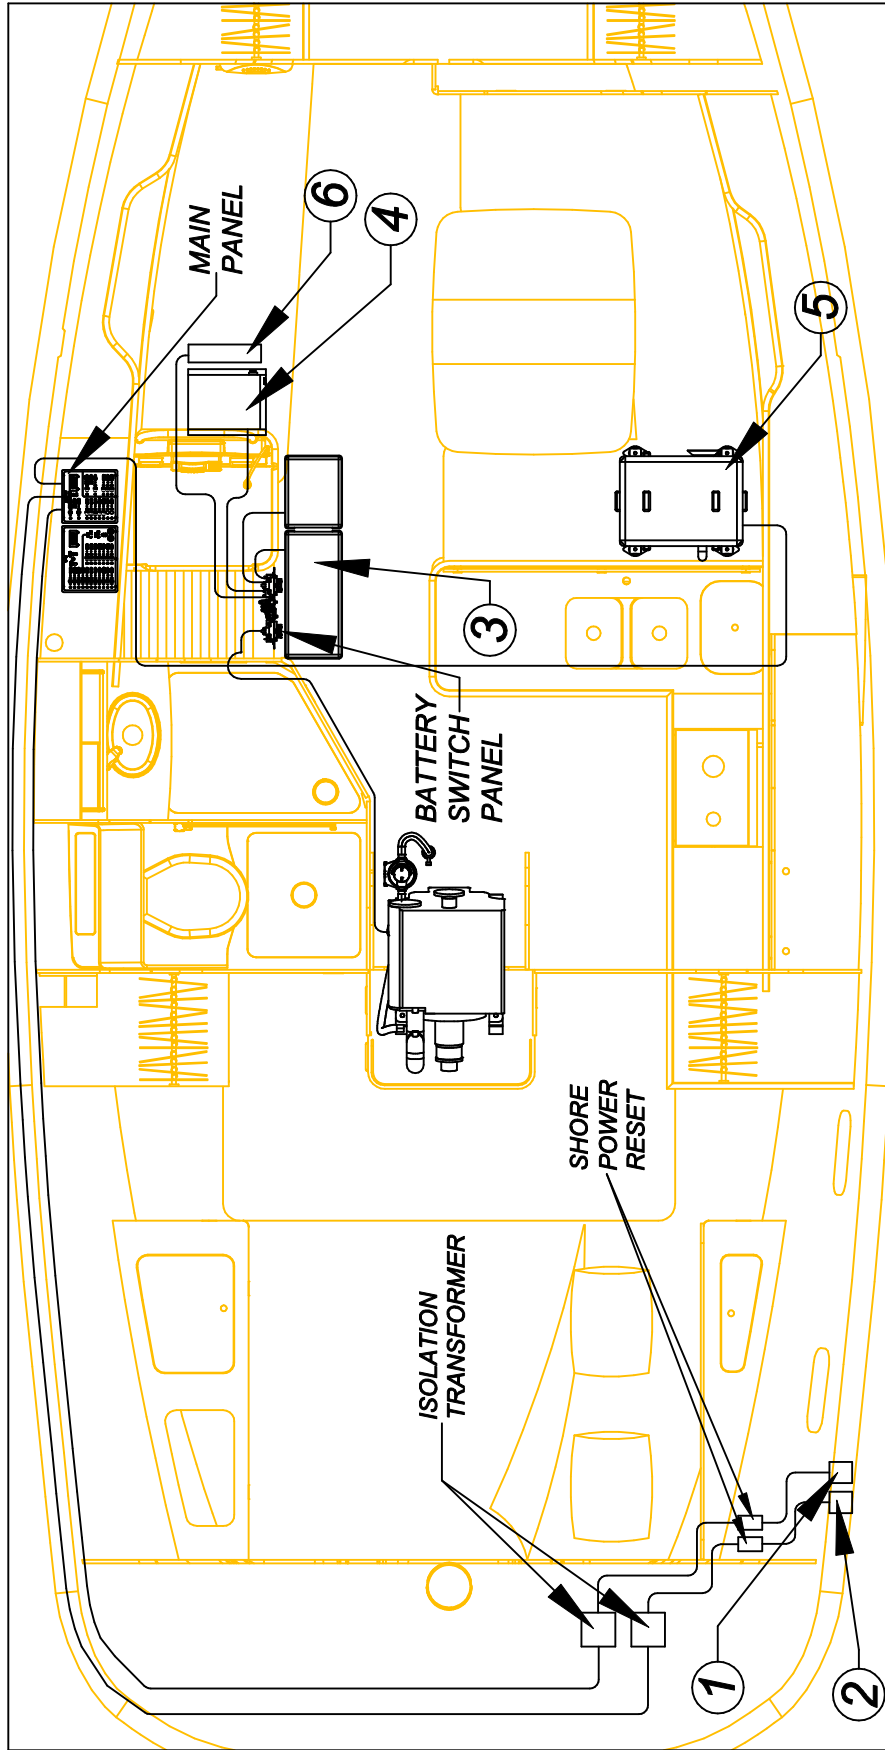 MAIN
PANEL
6
4
5
3
BATTERY
SWITCH
PANEL
SHORE
POWER
RESET
ISOLATION
TRANSFORMER
1
2